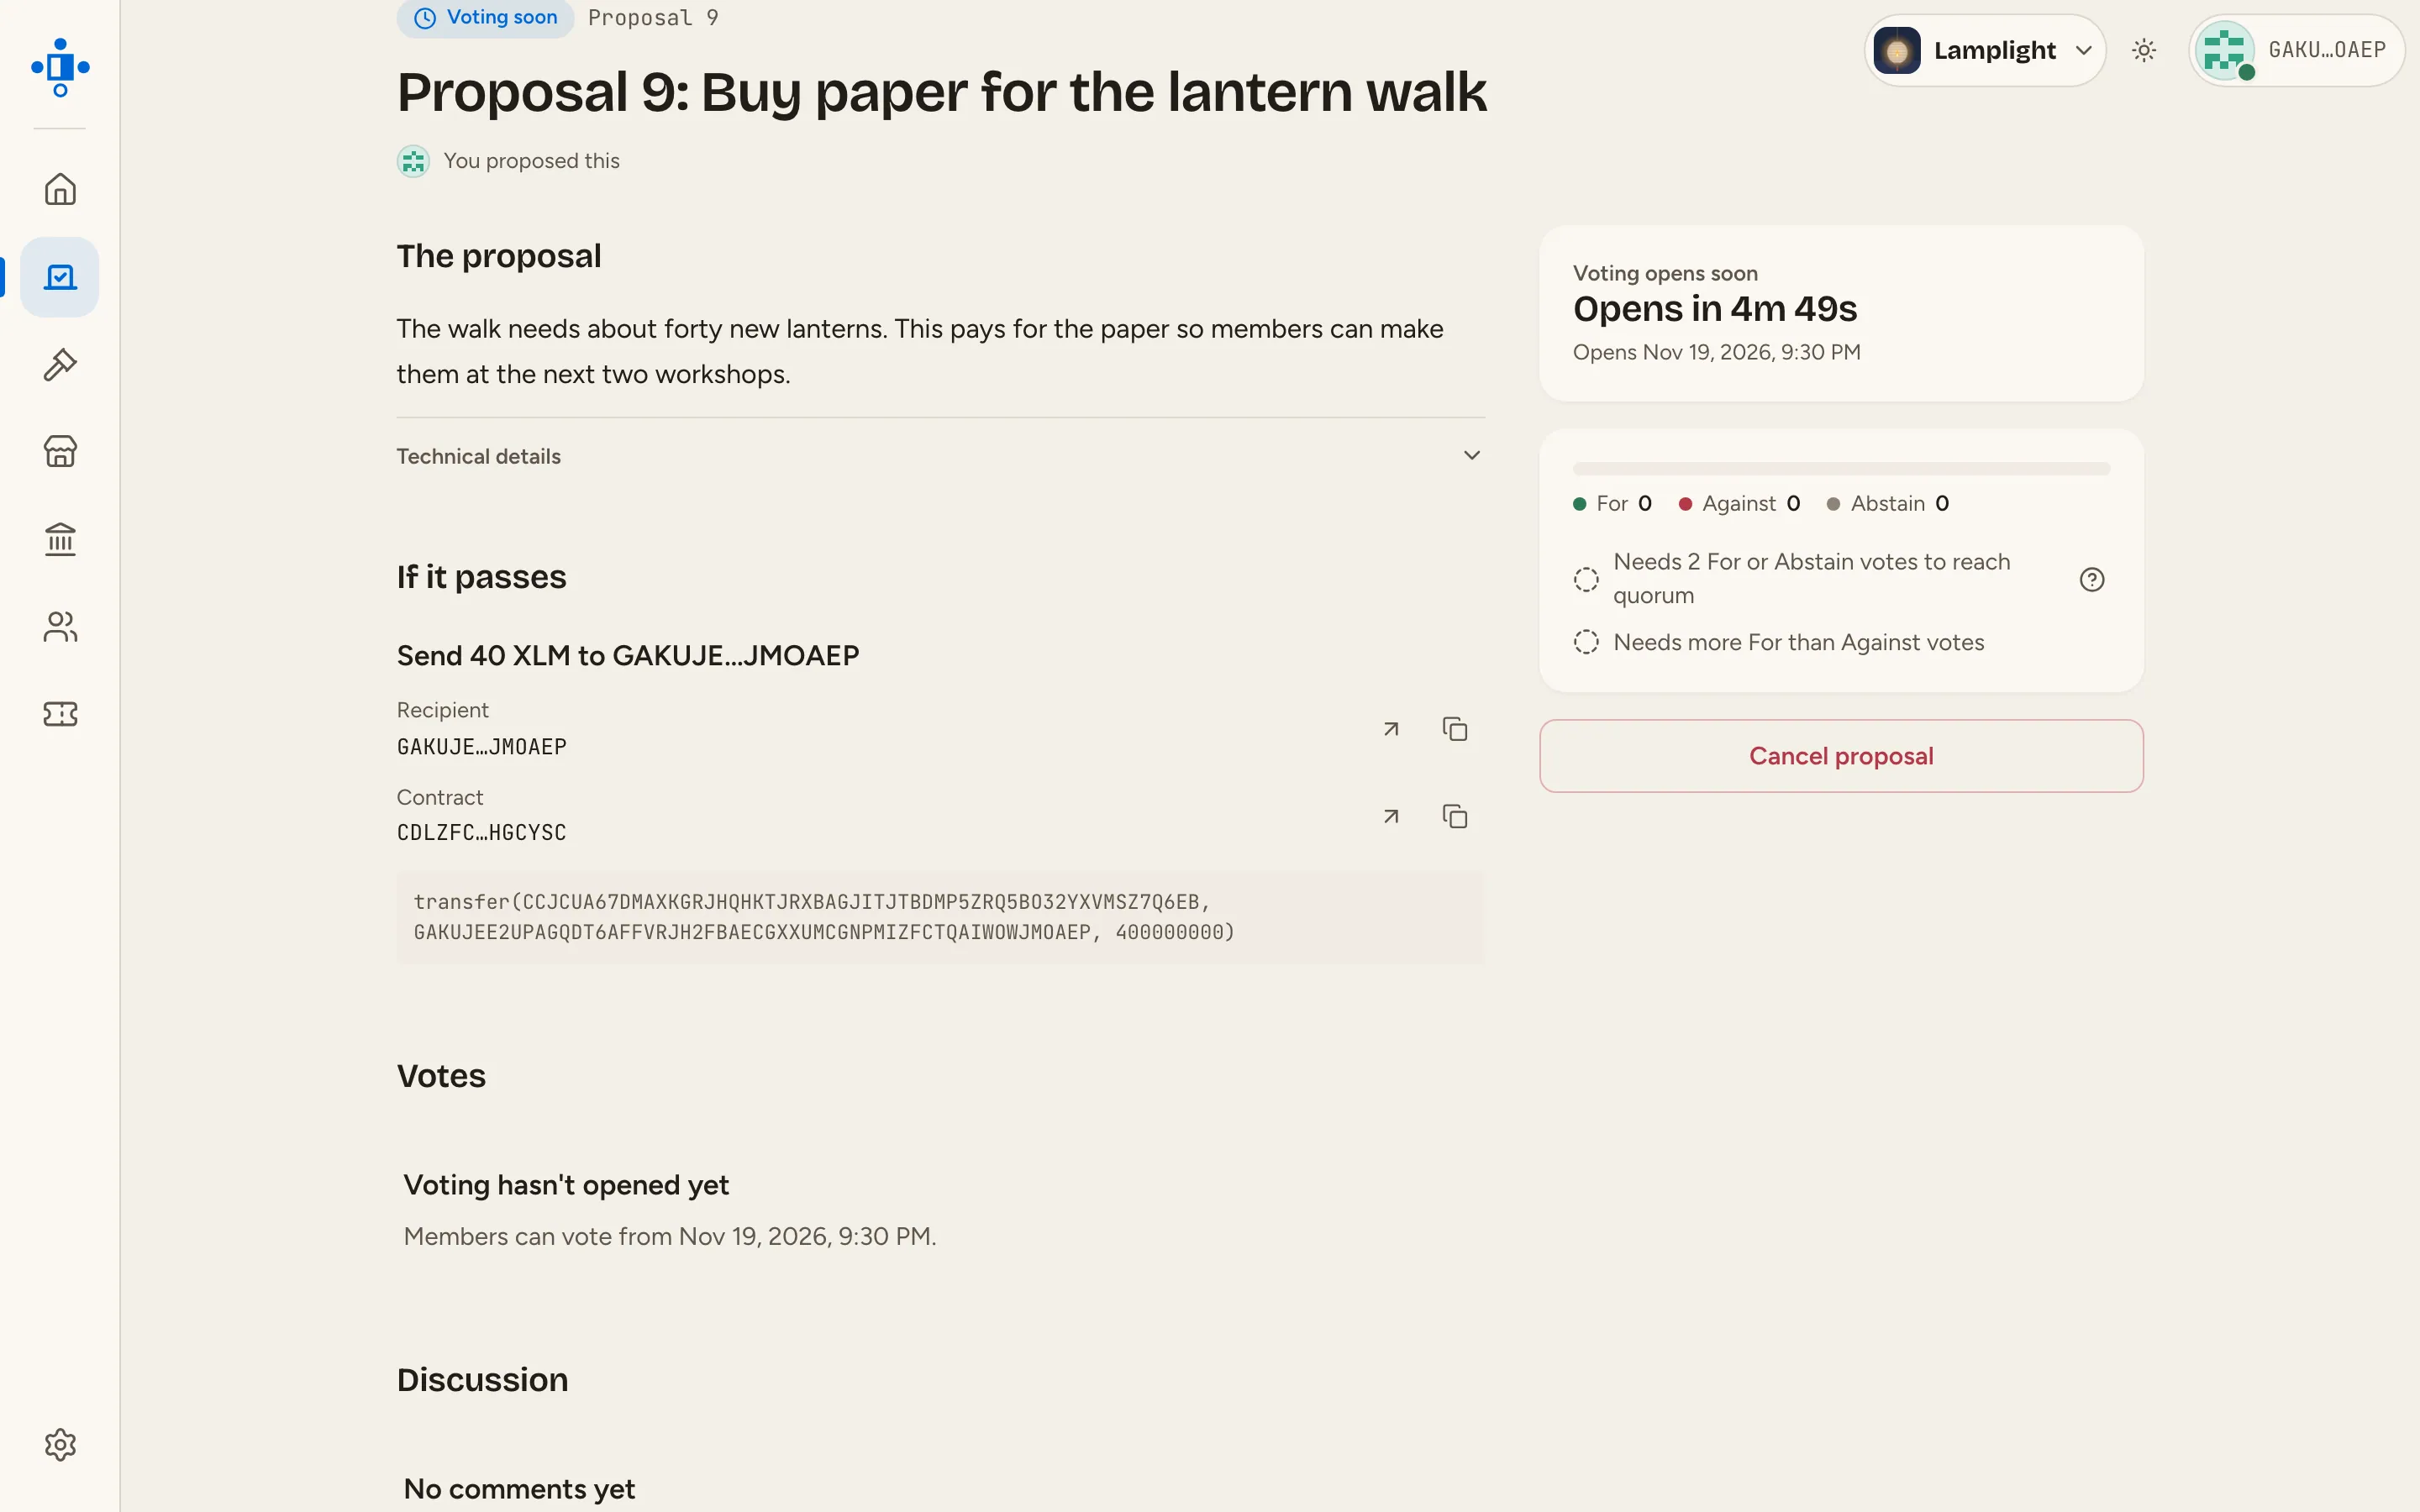 Voting soon
Proposal 9
Lamplight
GAKU…OAEP
Proposal 9: Buy paper for the lantern walk
You proposed this
The proposal
The walk needs about forty new lanterns. This pays for the paper so members can make
them at the next two workshops.
Technical details
If it passes
Send 40 XLM to GAKUJE…JMOAEP
Recipient
GAKUJE…JMOAEP
Contract
CDLZFC…HGCYSC
transfer(CCJCUA67DMAXKGRJHQHKTJRXBAGJITJTBDMP5ZRQ5BO32YXVMSZ7Q6EB,
GAKUJEE2UPAGQDT6AFFVRJH2FBAECGXXUMCGNPMIZFCTQAIWOWJMOAEP, 400000000)
Votes
Voting hasn't opened yet
Members can vote from Nov 19, 2026, 9:30 PM.
Discussion
No comments yet
Voting opens soon
Opens in 4m 49s
Opens Nov 19, 2026, 9:30 PM
For 0
Against 0
Abstain 0
Needs 2 For or Abstain votes to reach
quorum
Needs more For than Against votes
Cancel proposal